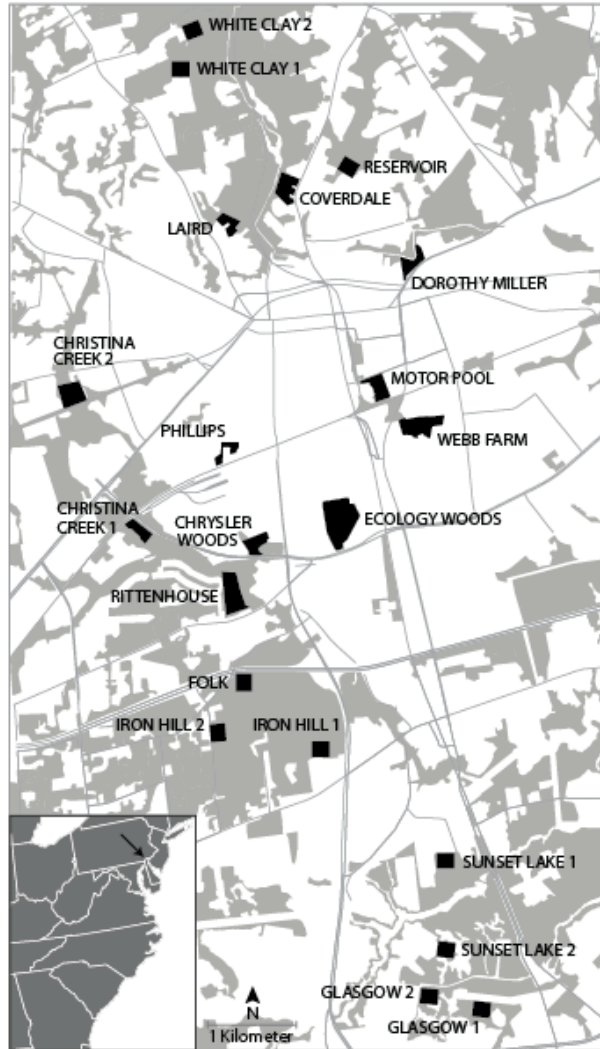 WHITE CLAY 2
WHITE CLAY 1
RESERVOIR
COVERDALE
LAIRD
DOROTHY MILLER
CHRISTINA
CREEK 2
MOTOR POOL
PHILLIPS
WEBB FARM
CHRISTINA
CREEK 1
CHRYSLER
WOODS
ECOLOGY WOODS
RITTENHOUSE
FOLK
IRON HILL 2
IRON HILL 1
SUNSET LAKE 1
SUNSET LAKE 2
GLASGOW 2
GLASGOW 1
N
1 Kilometer